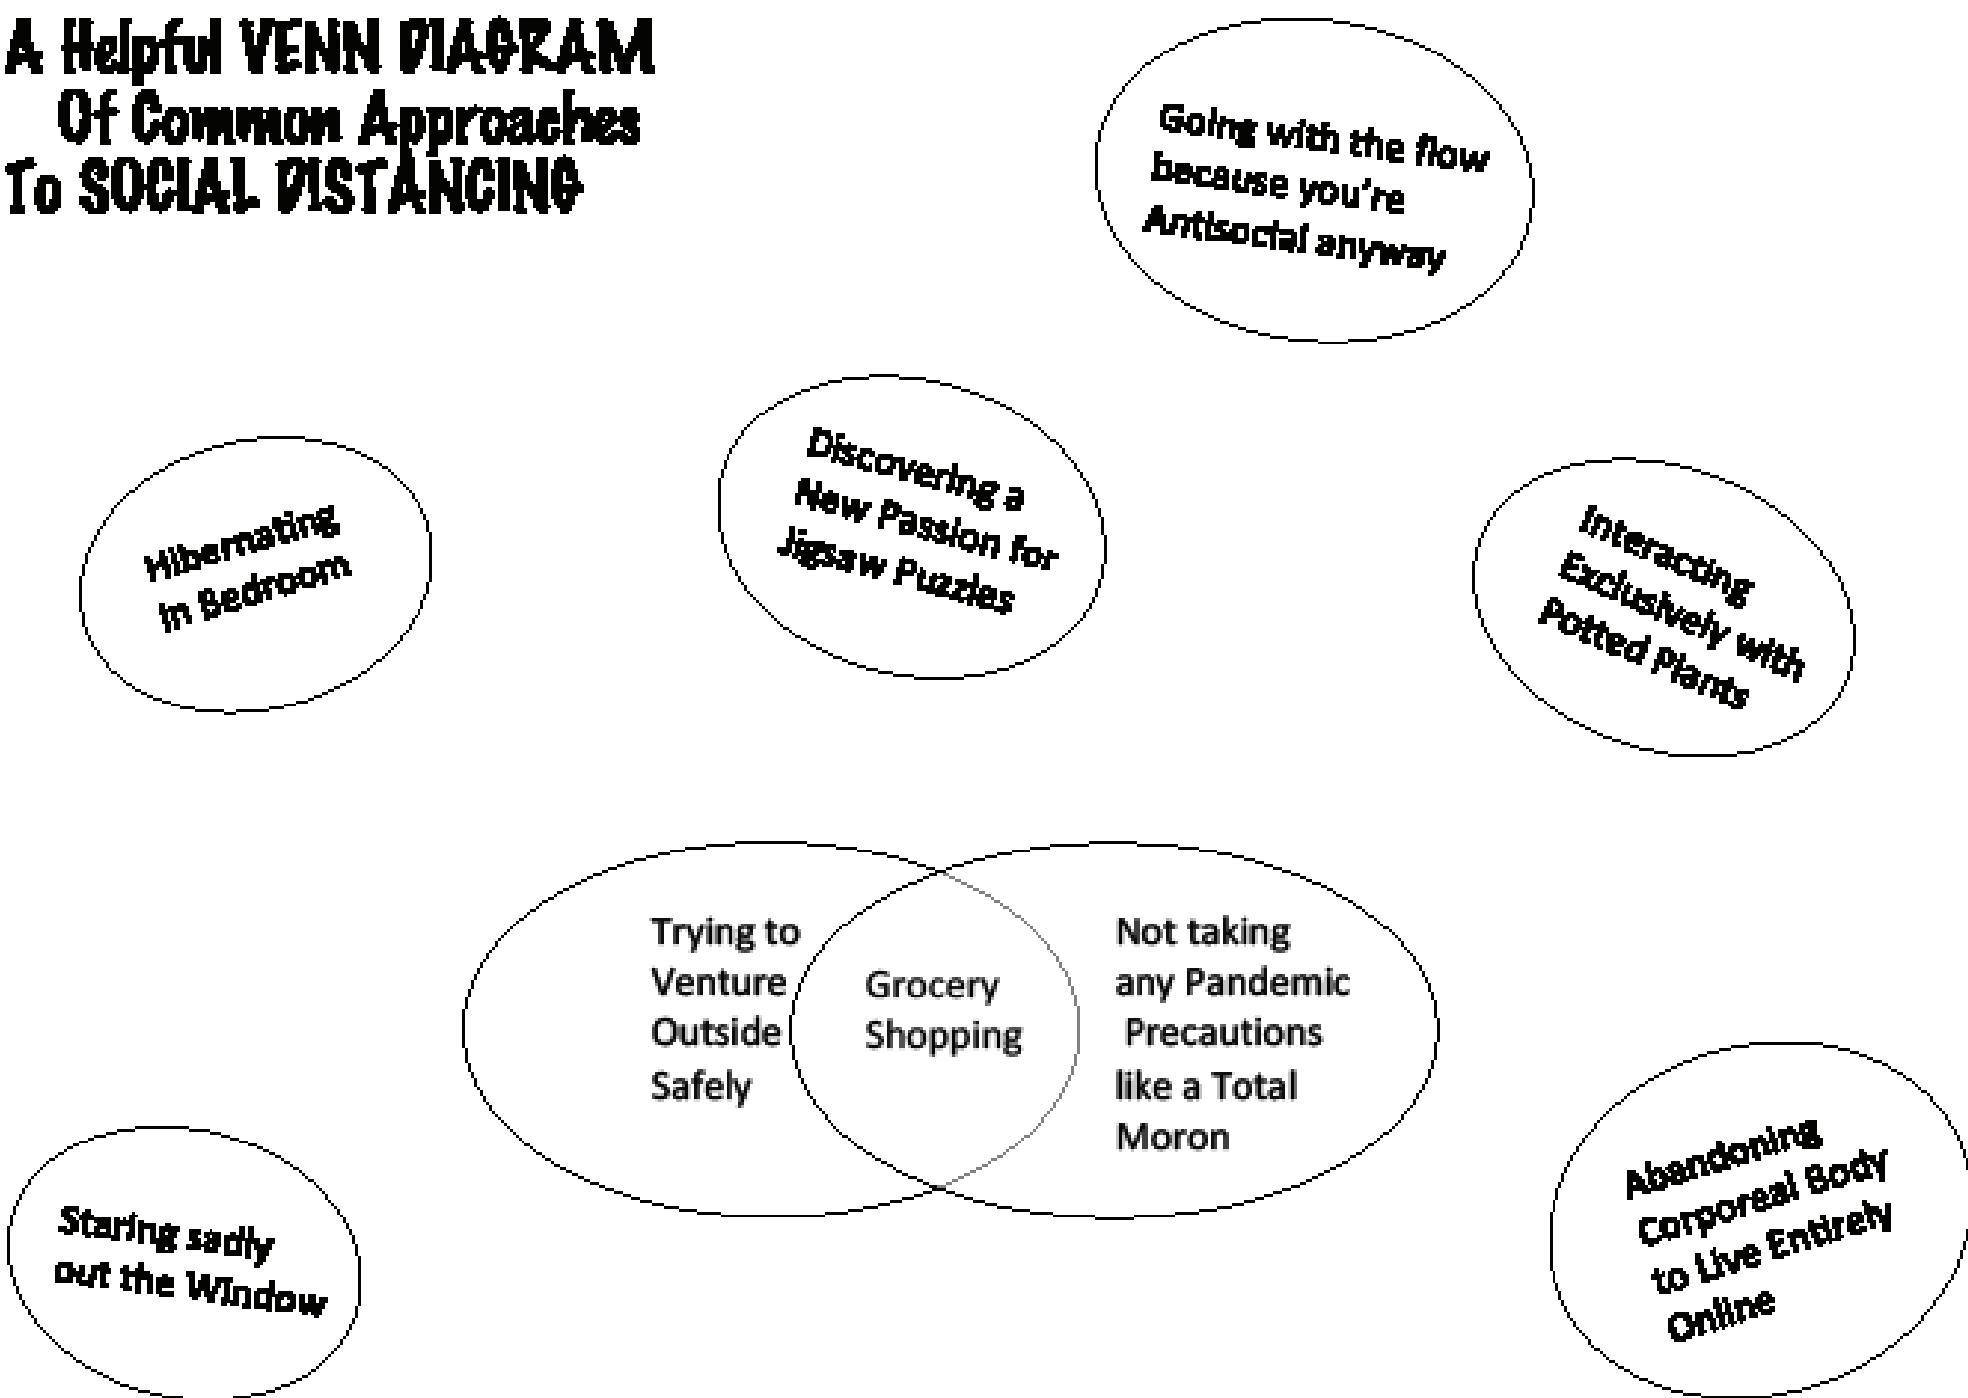 A Helpful VENN DIAGRAM
Of Common Approaches
To SOCIAL DISTANCING
Going with the flow
because you're
Antisocial anyway
Discovering a
New Passion for
Jigsaw Puzzles
Hibernating
in Bedroom
Interacting
Exclusively with
Potted Plants
Trying to
Venture
Outside
Safely
Grocery
Shopping
Not taking
any Pandemic
Precautions
like a Total
Moron
Staring sadly
out the Window
Abandoning
Corporeal Body
to Live Entirely
Online